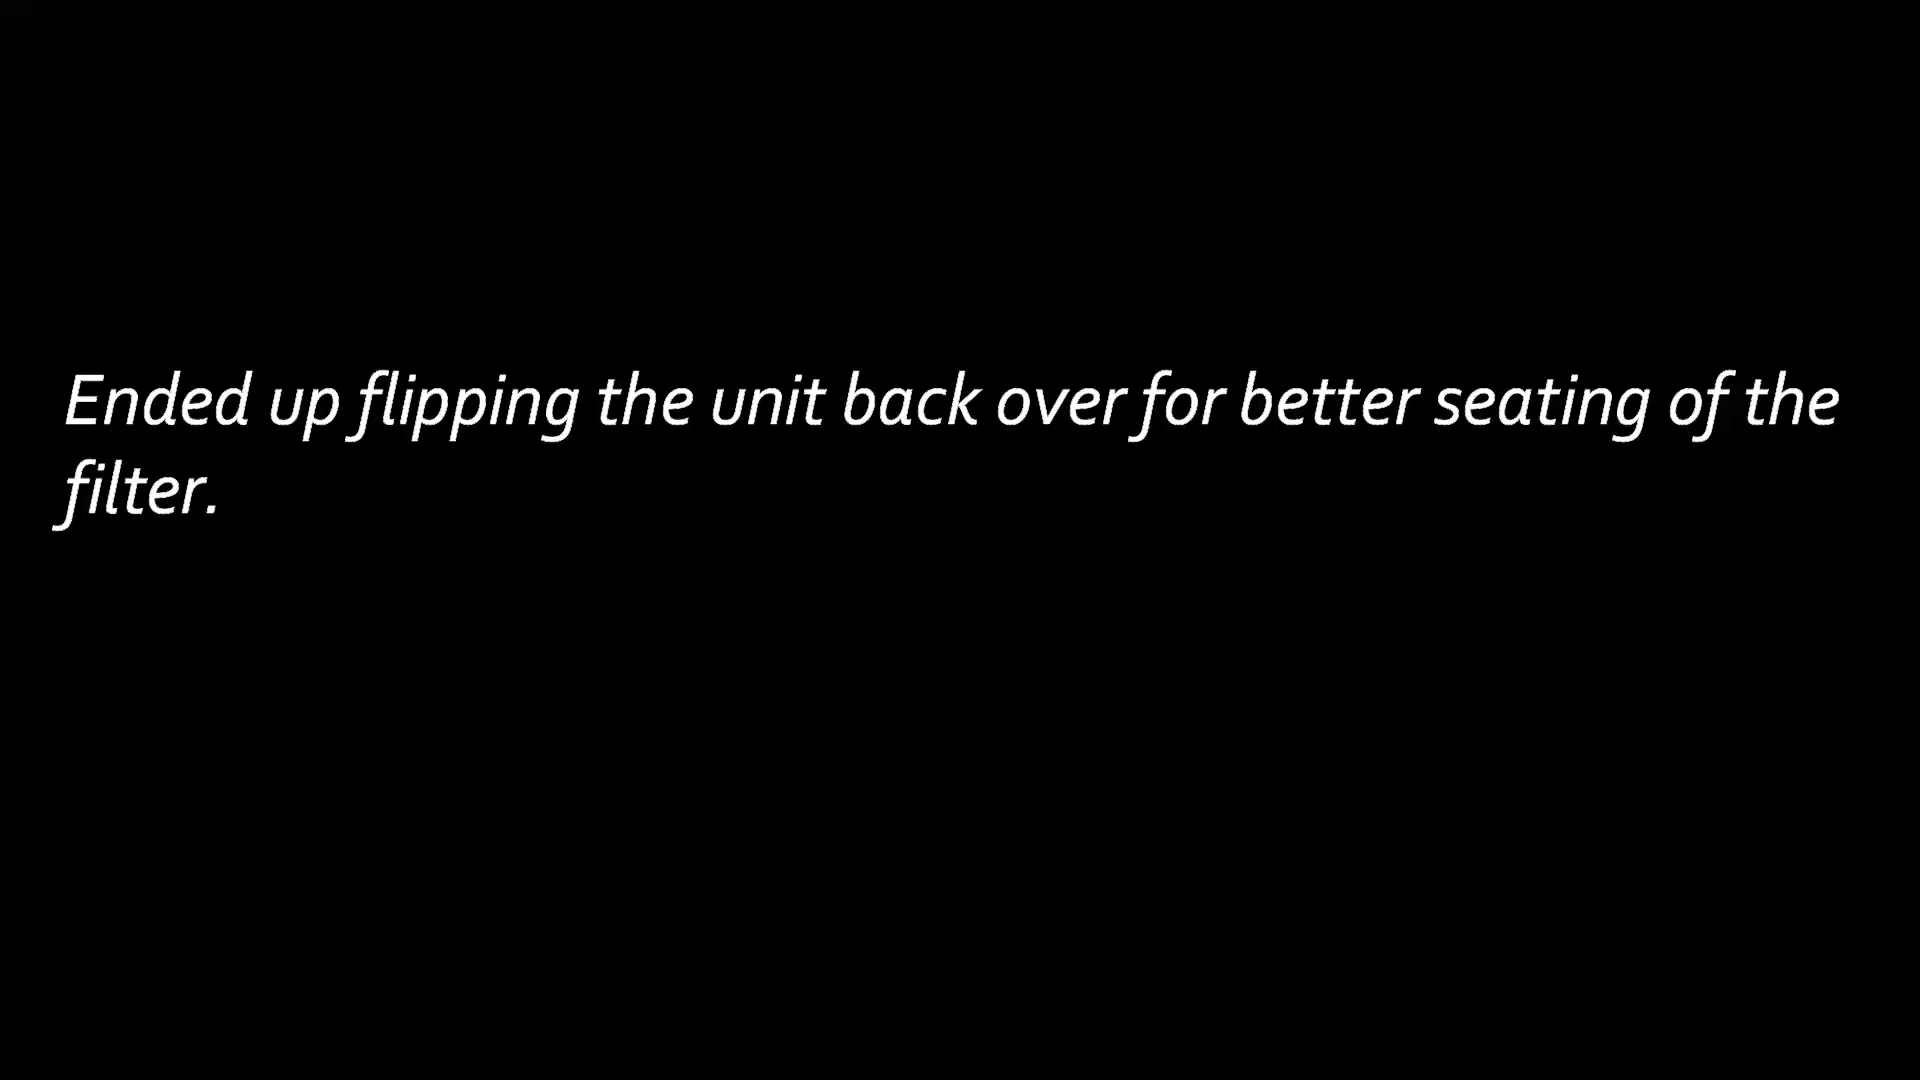 Ended up flipping the unit back over for better seating of the
filter.